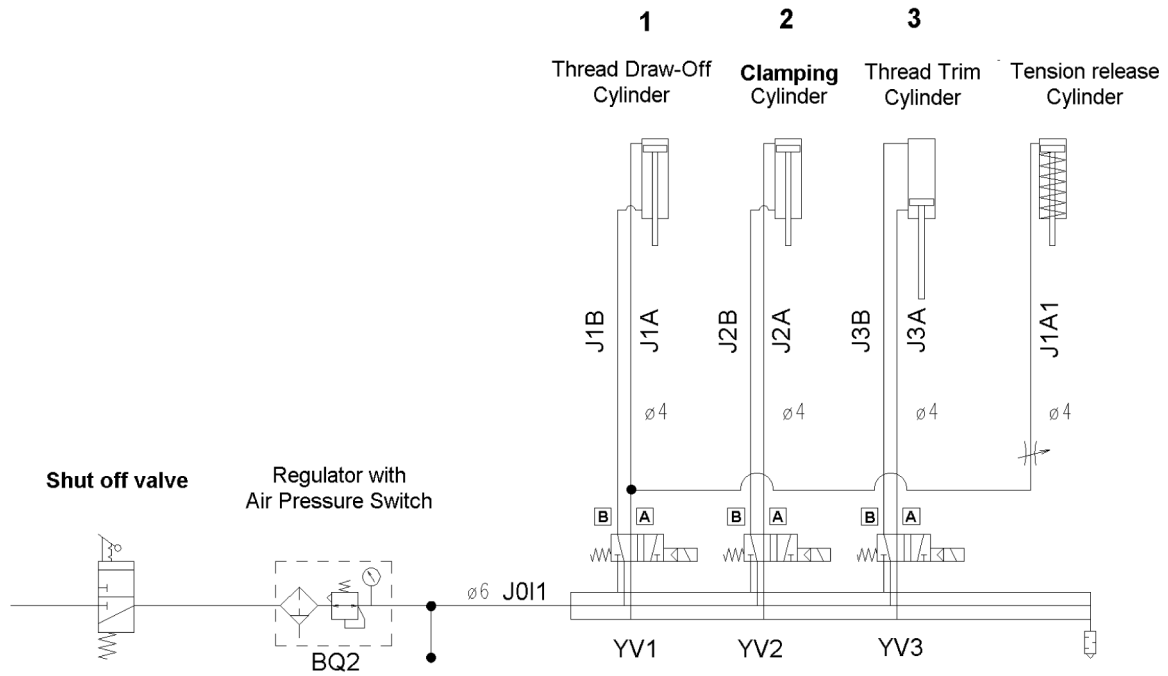 1
2
3
Thread Draw-Off
Cylinder
Clamping
Cylinder
Thread Trim
Cylinder
Tension release
Cylinder
J1B
J1A
J2B
J2A
J3B
J3A
J1A1
ø4
ø4
ø4
ø4
Shut off valve
Regulator with
Air Pressure Switch
B
A
B
A
B
A
ø6 J0I1
BQ2
YV1
YV2
YV3